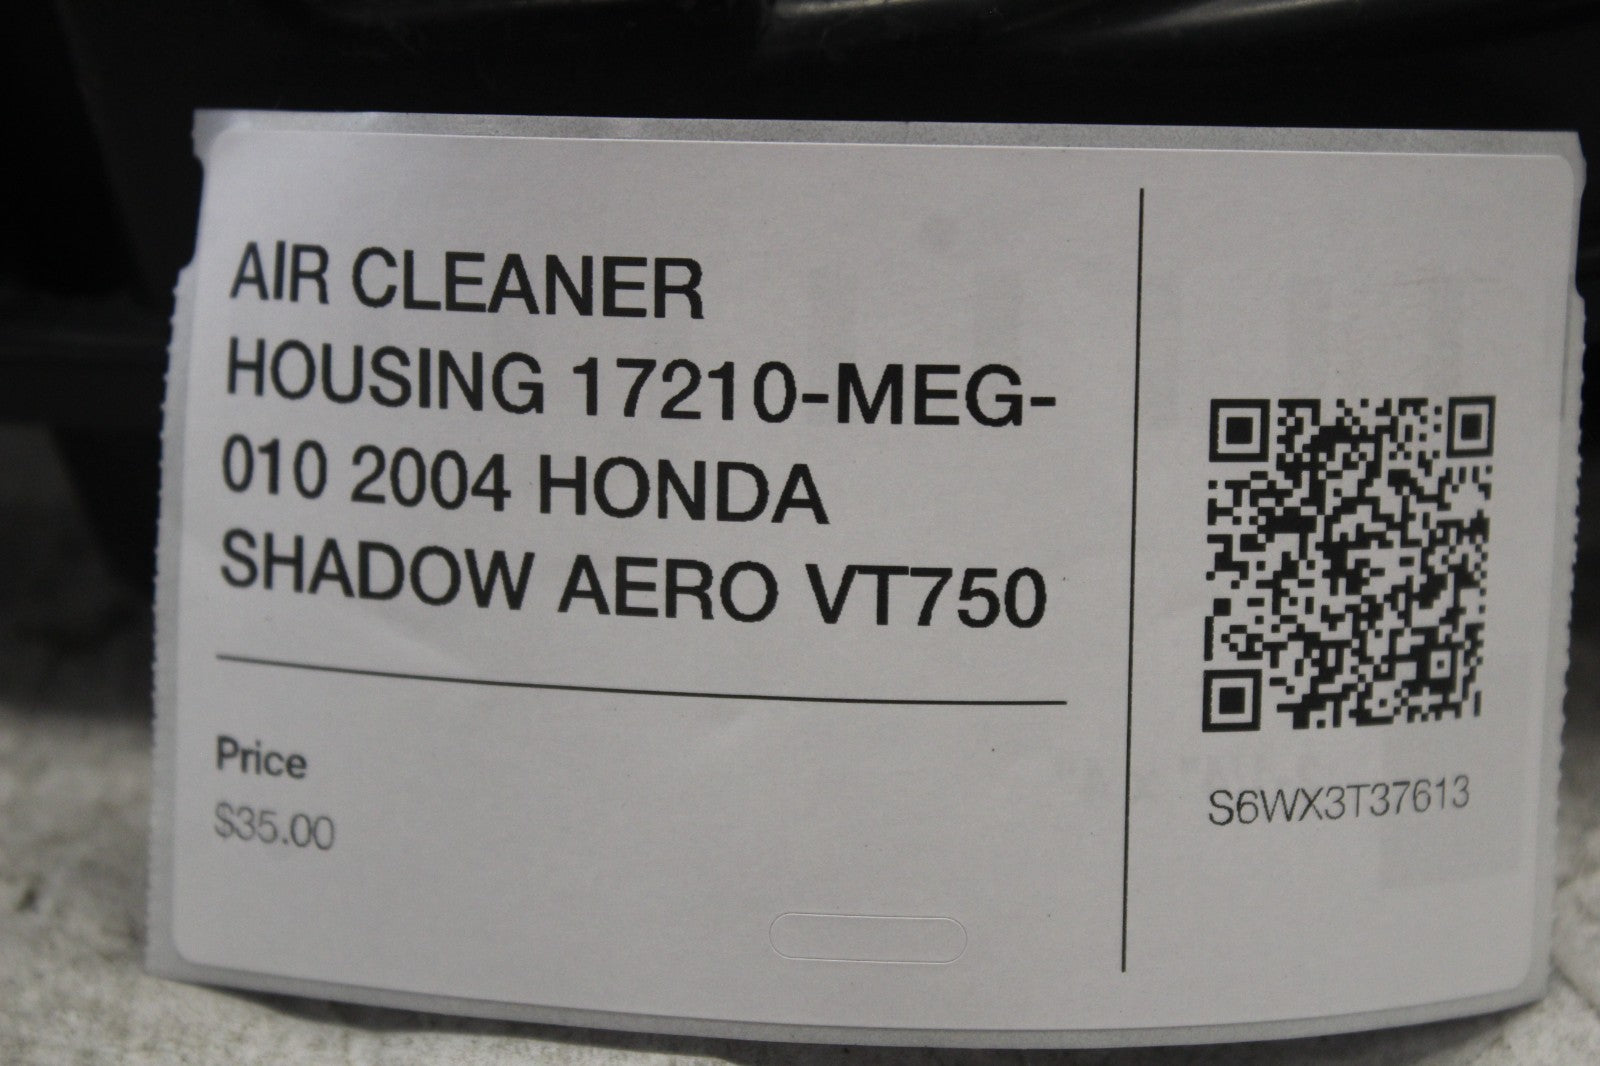 AIR CLEANER
HOUSING 17210-MEG-
010 2004 HONDA
SHADOW AERO VT750
Price
$35.00
S6WX3T37613